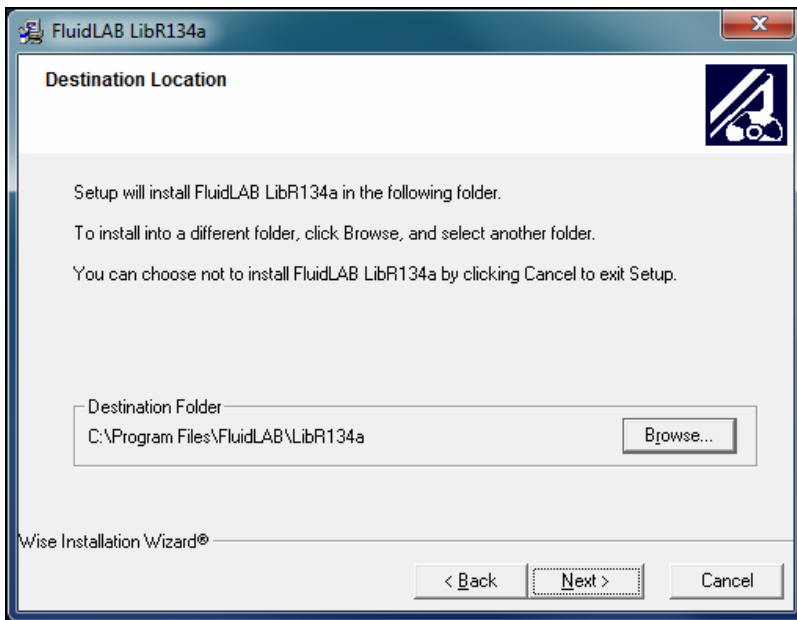 FluidLAB LibR134a
Destination Location
Setup will install FluidLAB LibR134a in the following folder.
To install into a different folder, click Browse, and select another folder.
You can choose not to install FluidLAB LibR134a by clicking Cancel to exit Setup.
Destination Folder
C:\Program Files\FluidLAB\LibR134a
Browse...
Wise Installation Wizard®
< Back
Next >
Cancel